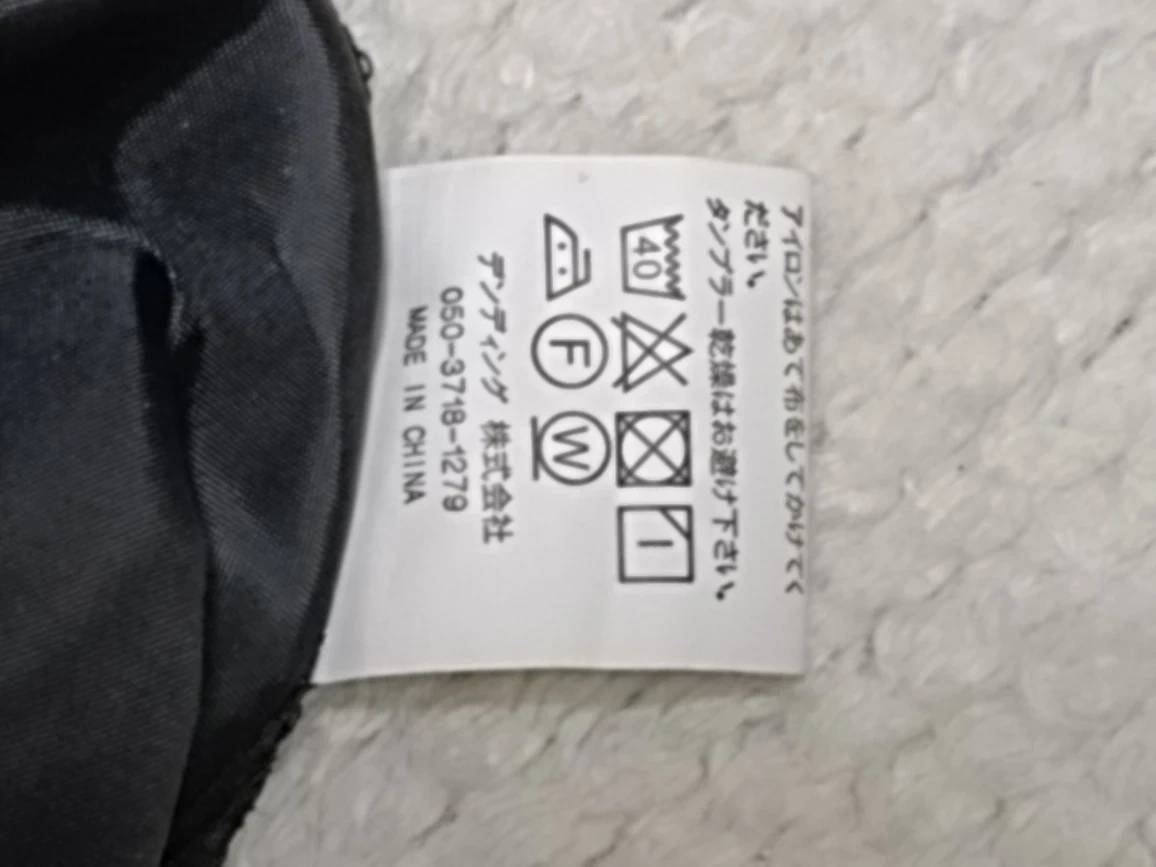 アイロンはあて布をしてかけてく
ださい。
タンブラー乾燥はお避け下さい。
40
F W
デンディング 株式会社
050-3718-1279
MADE IN CHINA